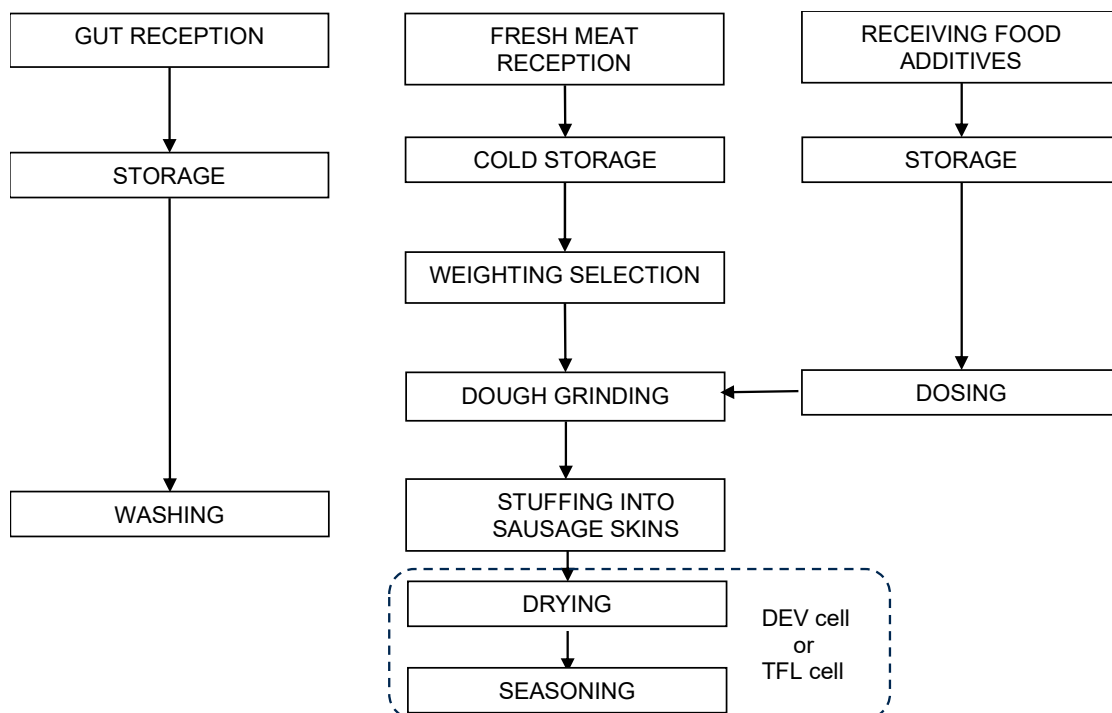 GUT RECEPTION
FRESH MEAT
RECEPTION
RECEIVING FOOD
ADDITIVES
STORAGE
COLD STORAGE
STORAGE
WEIGHTING SELECTION
DOUGH GRINDING
DOSING
WASHING
STUFFING INTO
SAUSAGE SKINS
DRYING
DEV cell
or
TFL cell
SEASONING